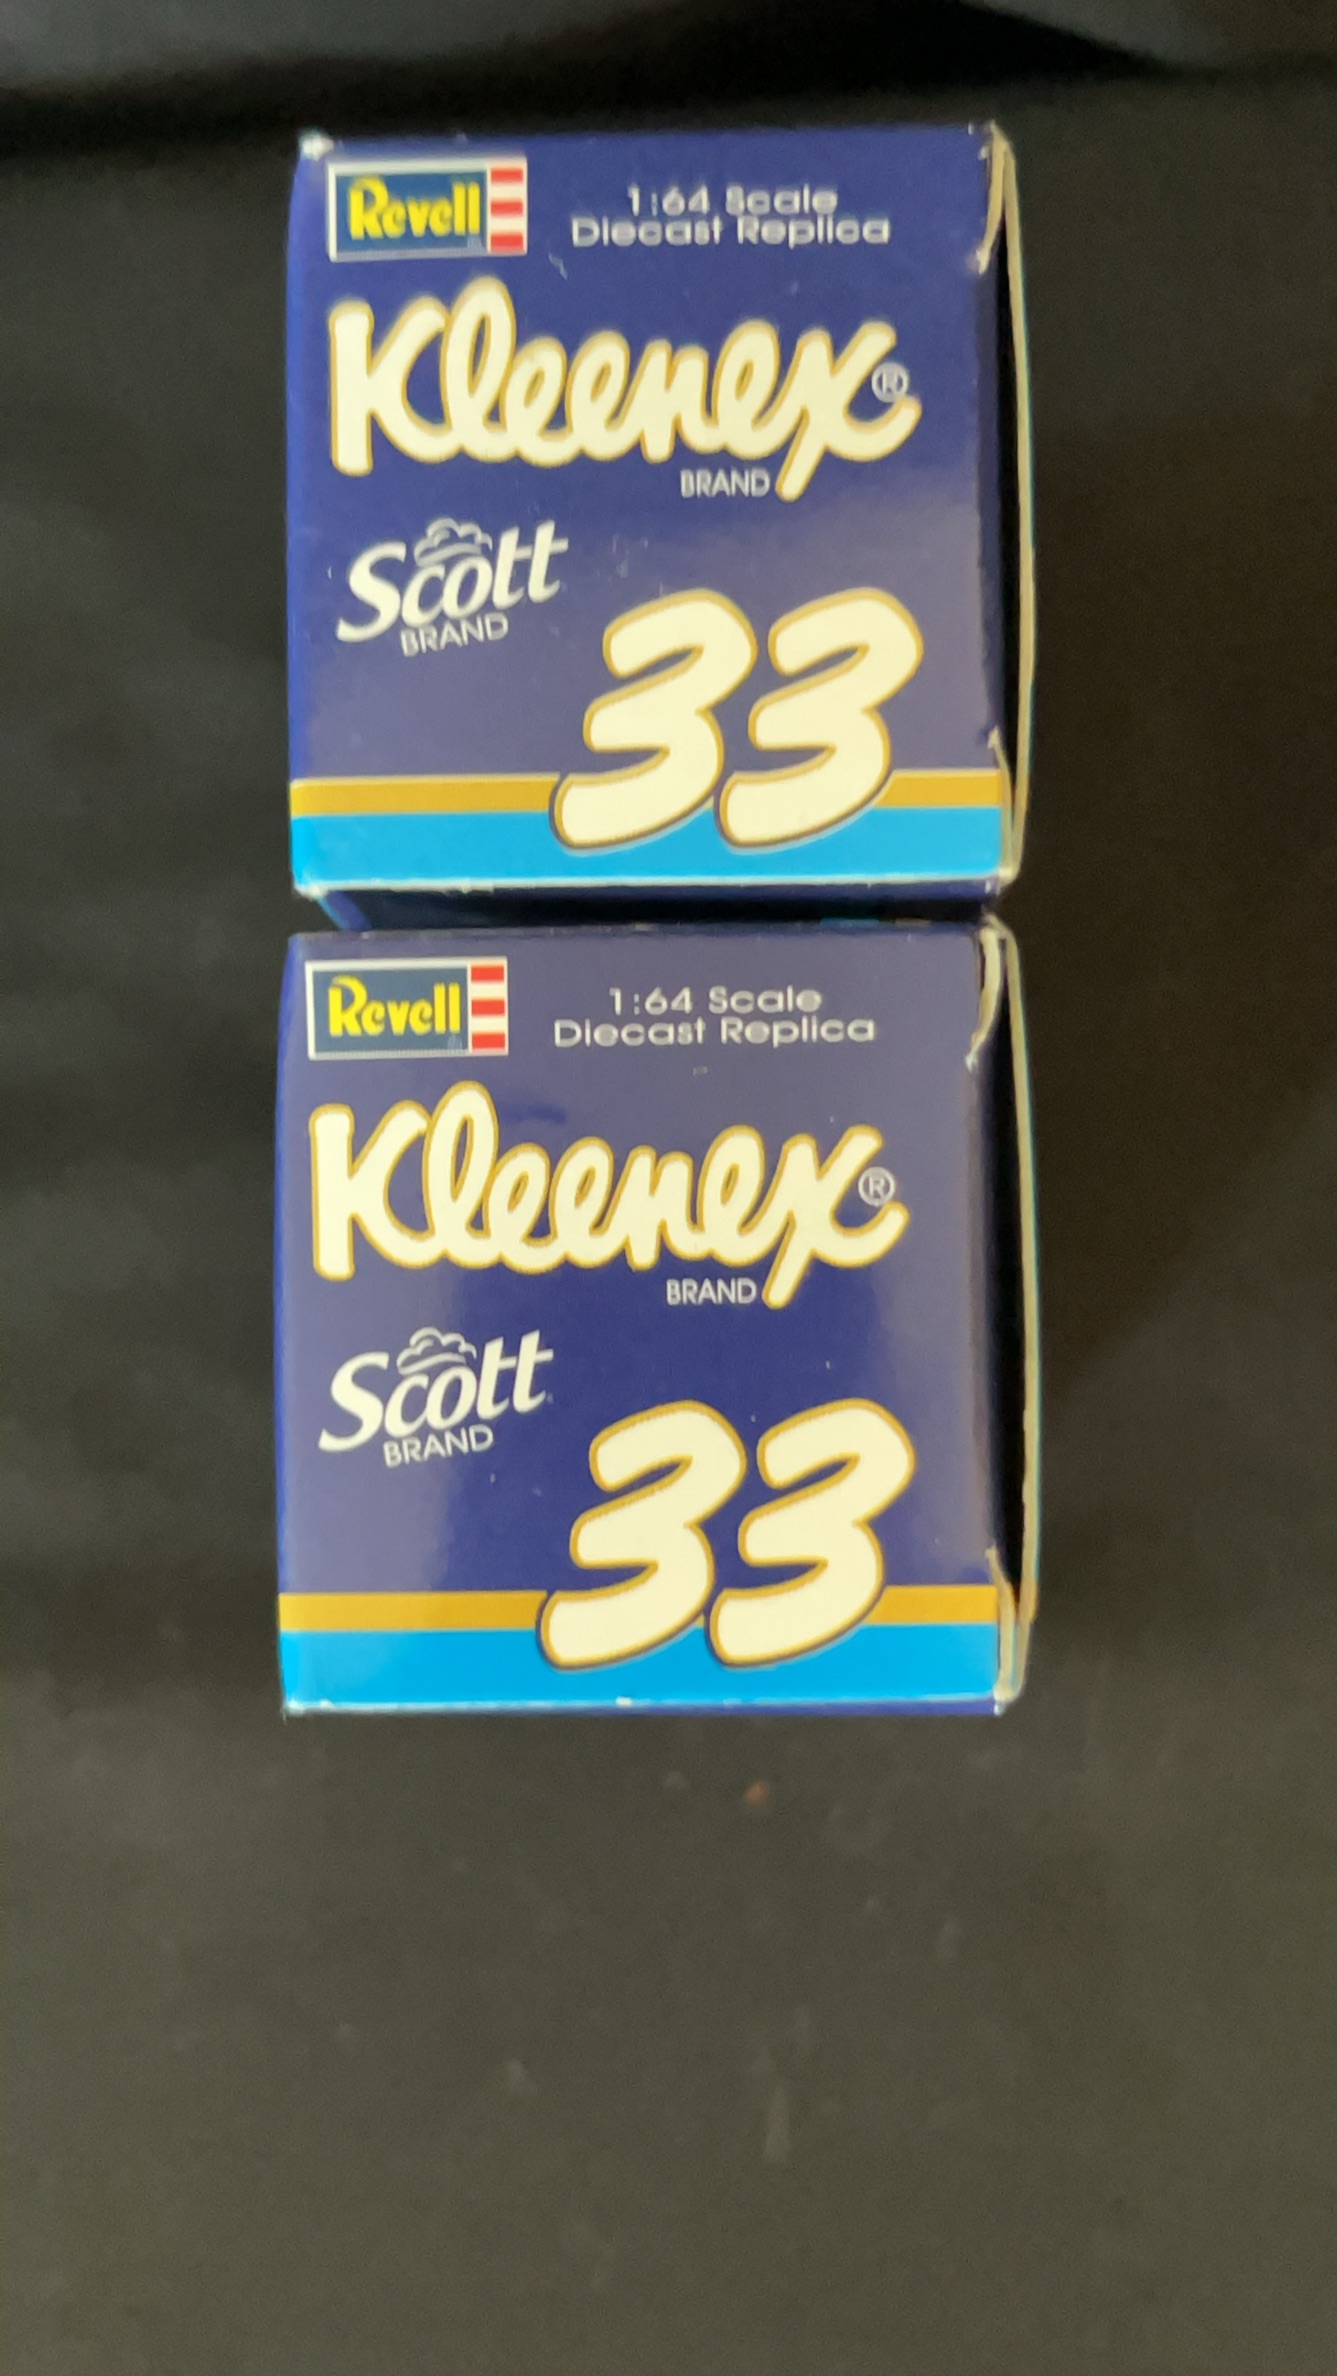 Revell
1:64 Scale
Diecast Replica
Kleenex®
BRAND
Scott
BRAND
33
Revell
1:64 Scale
Diecast Replica
Kleenex®
BRAND
Scott
BRAND
33